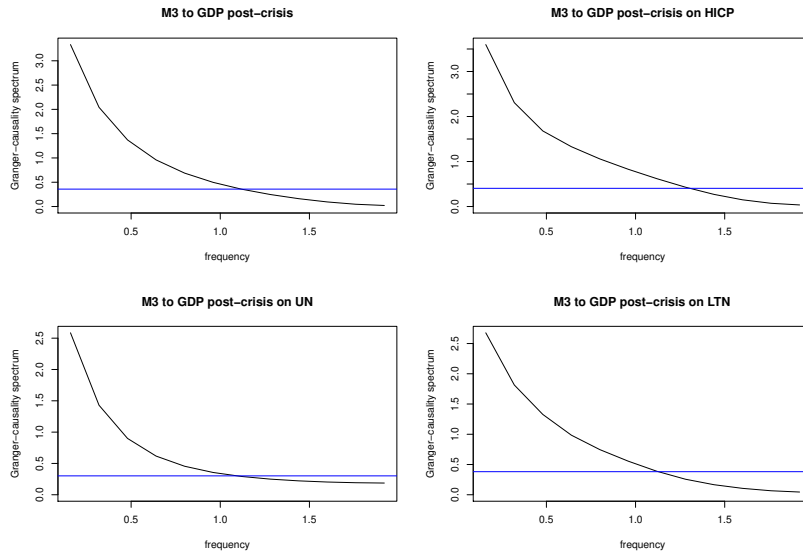 M3 to GDP post−crisis
Granger−causality spectrum
0.0 0.5 1.0 1.5 2.0 2.5 3.0
0.5 1.0 1.5
frequency
M3 to GDP post−crisis on HICP
Granger−causality spectrum
0.0 1.0 2.0 3.0
0.5 1.0 1.5
frequency
M3 to GDP post−crisis on UN
Granger−causality spectrum
0.0 0.5 1.0 1.5 2.0 2.5
0.5 1.0 1.5
frequency
M3 to GDP post−crisis on LTN
Granger−causality spectrum
0.0 0.5 1.0 1.5 2.0 2.5
0.5 1.0 1.5
frequency